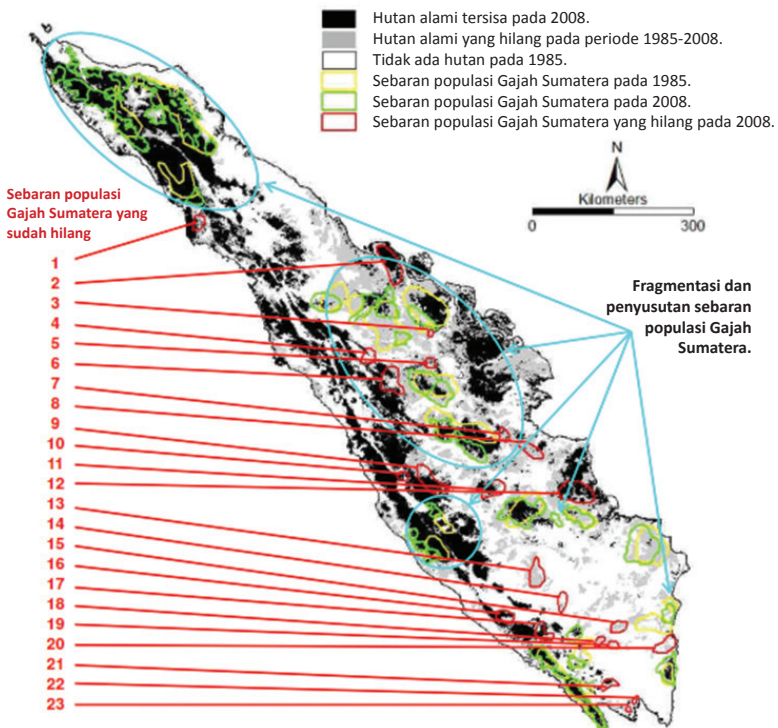 Hutan alami tersisa pada 2008.
Hutan alami yang hilang pada periode 1985-2008.
Tidak ada hutan pada 1985.
Sebaran populasi Gajah Sumatera pada 1985.
Sebaran populasi Gajah Sumatera pada 2008.
Sebaran populasi Gajah Sumatera yang hilang pada 2008.
N
Kilometers
0 300
Sebaran populasi
Gajah Sumatera yang
sudah hilang
Fragmentasi dan
penyusutan sebaran
populasi Gajah
Sumatera.
1
2
3
4
5
6
7
8
9
10
11
12
13
14
15
16
17
18
19
20
21
22
23